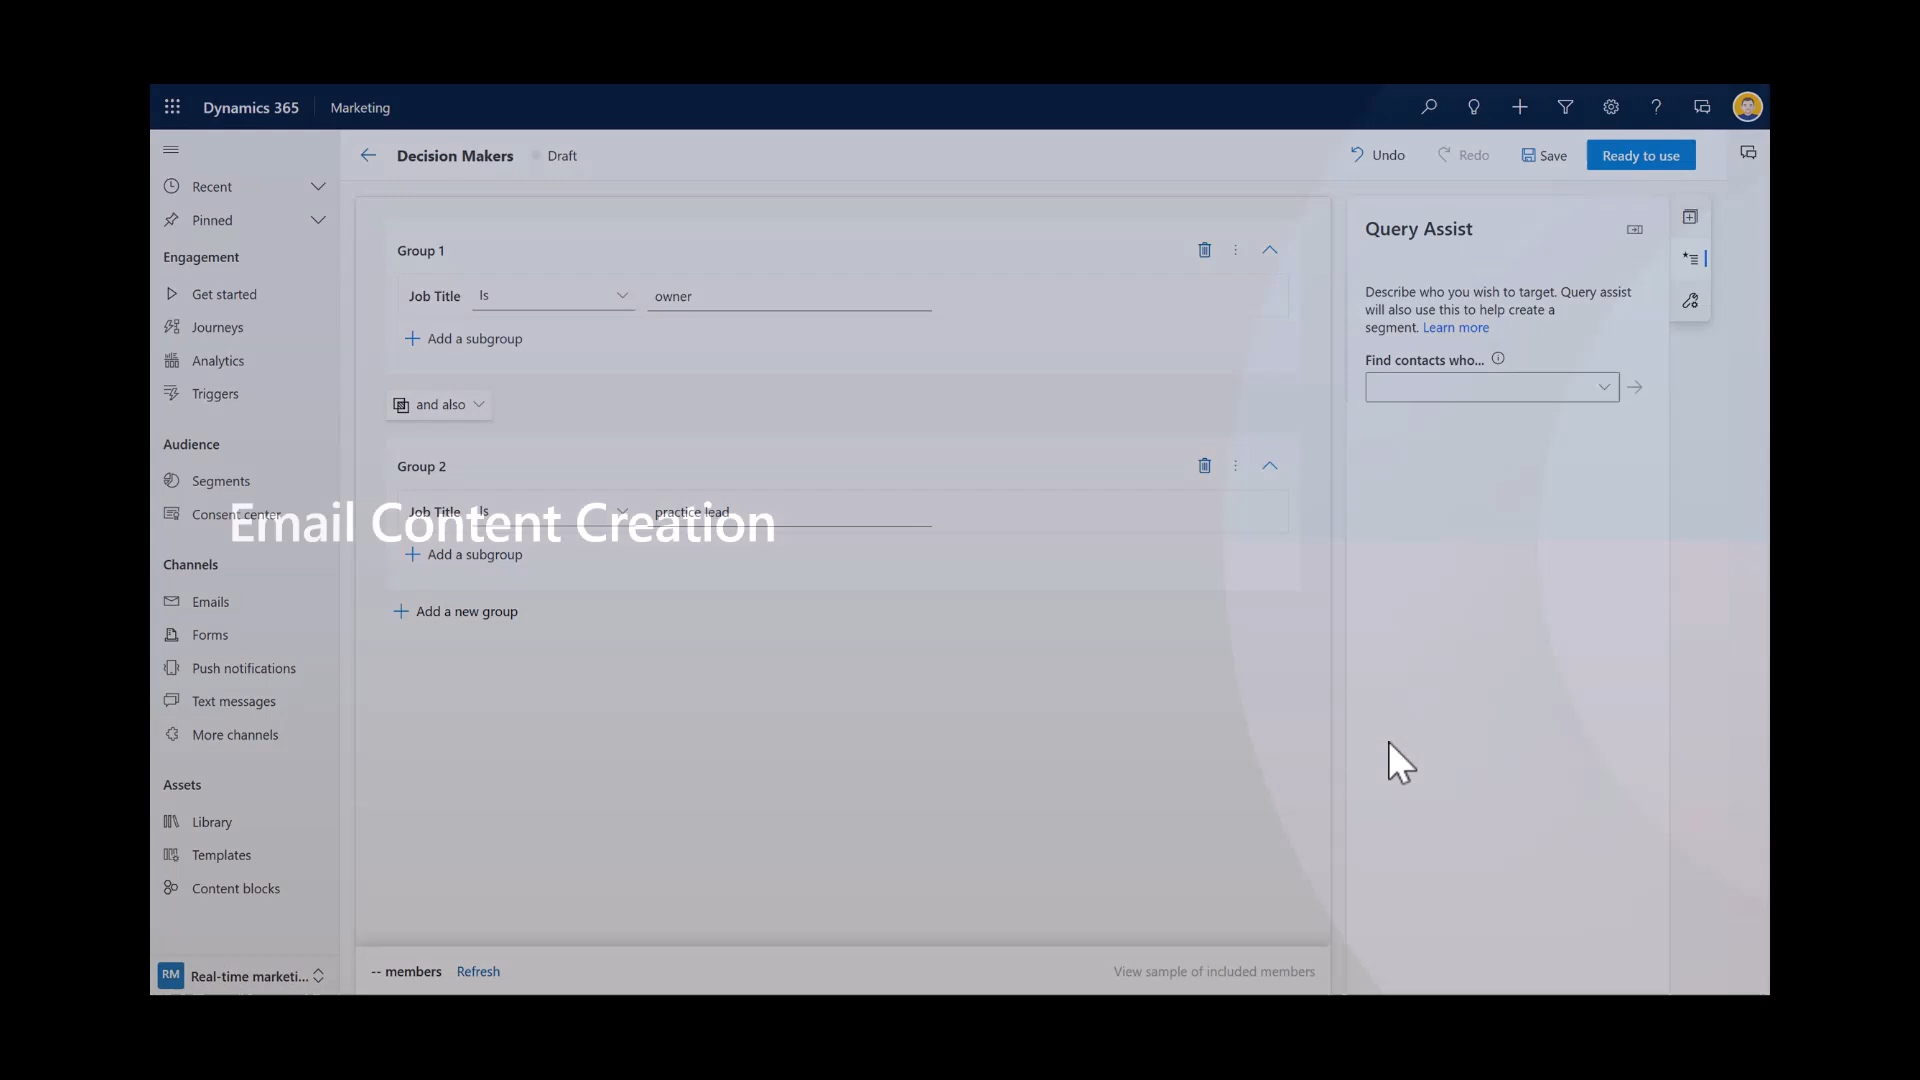 Dynamics 365 Marketing
Decision Makers Draft Undo Redo Save Ready to use
Recent
Pinned
Engagement
Get started
Journeys
Analytics
Triggers
Audience
Segments
Consent center
Channels
Emails
Forms
Push notifications
Text messages
More channels
Assets
Library
Templates
Content blocks
RM Real-time marketi...
Group 1
Job Title Is owner
Add a subgroup
and also
Group 2
Job Title Is practice lead
Email Content Creation
Add a subgroup
Add a new group
-- members Refresh View sample of included members
Query Assist
Describe who you wish to target. Query assist
will also use this to help create a
segment. Learn more
Find contacts who...